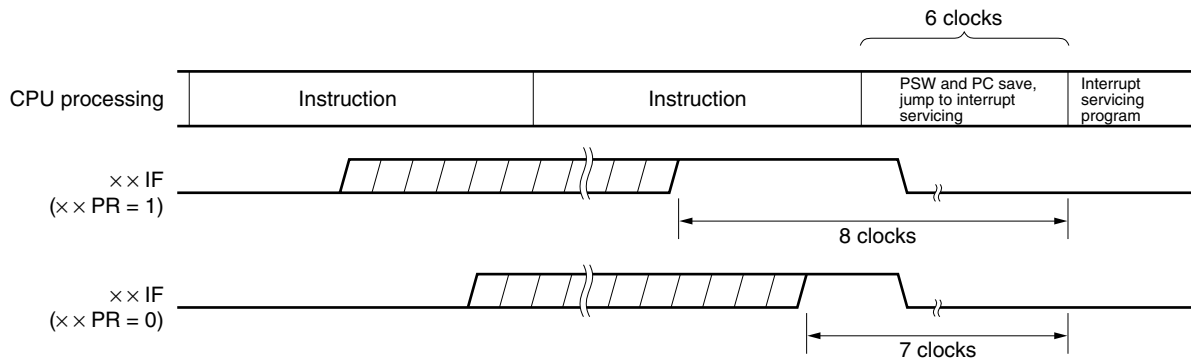 6 clocks
CPU processing
Instruction
Instruction
PSW and PC save,
jump to interrupt
servicing
Interrupt
servicing
program
×× IF
(×× PR = 1)
8 clocks
×× IF
(×× PR = 0)
7 clocks